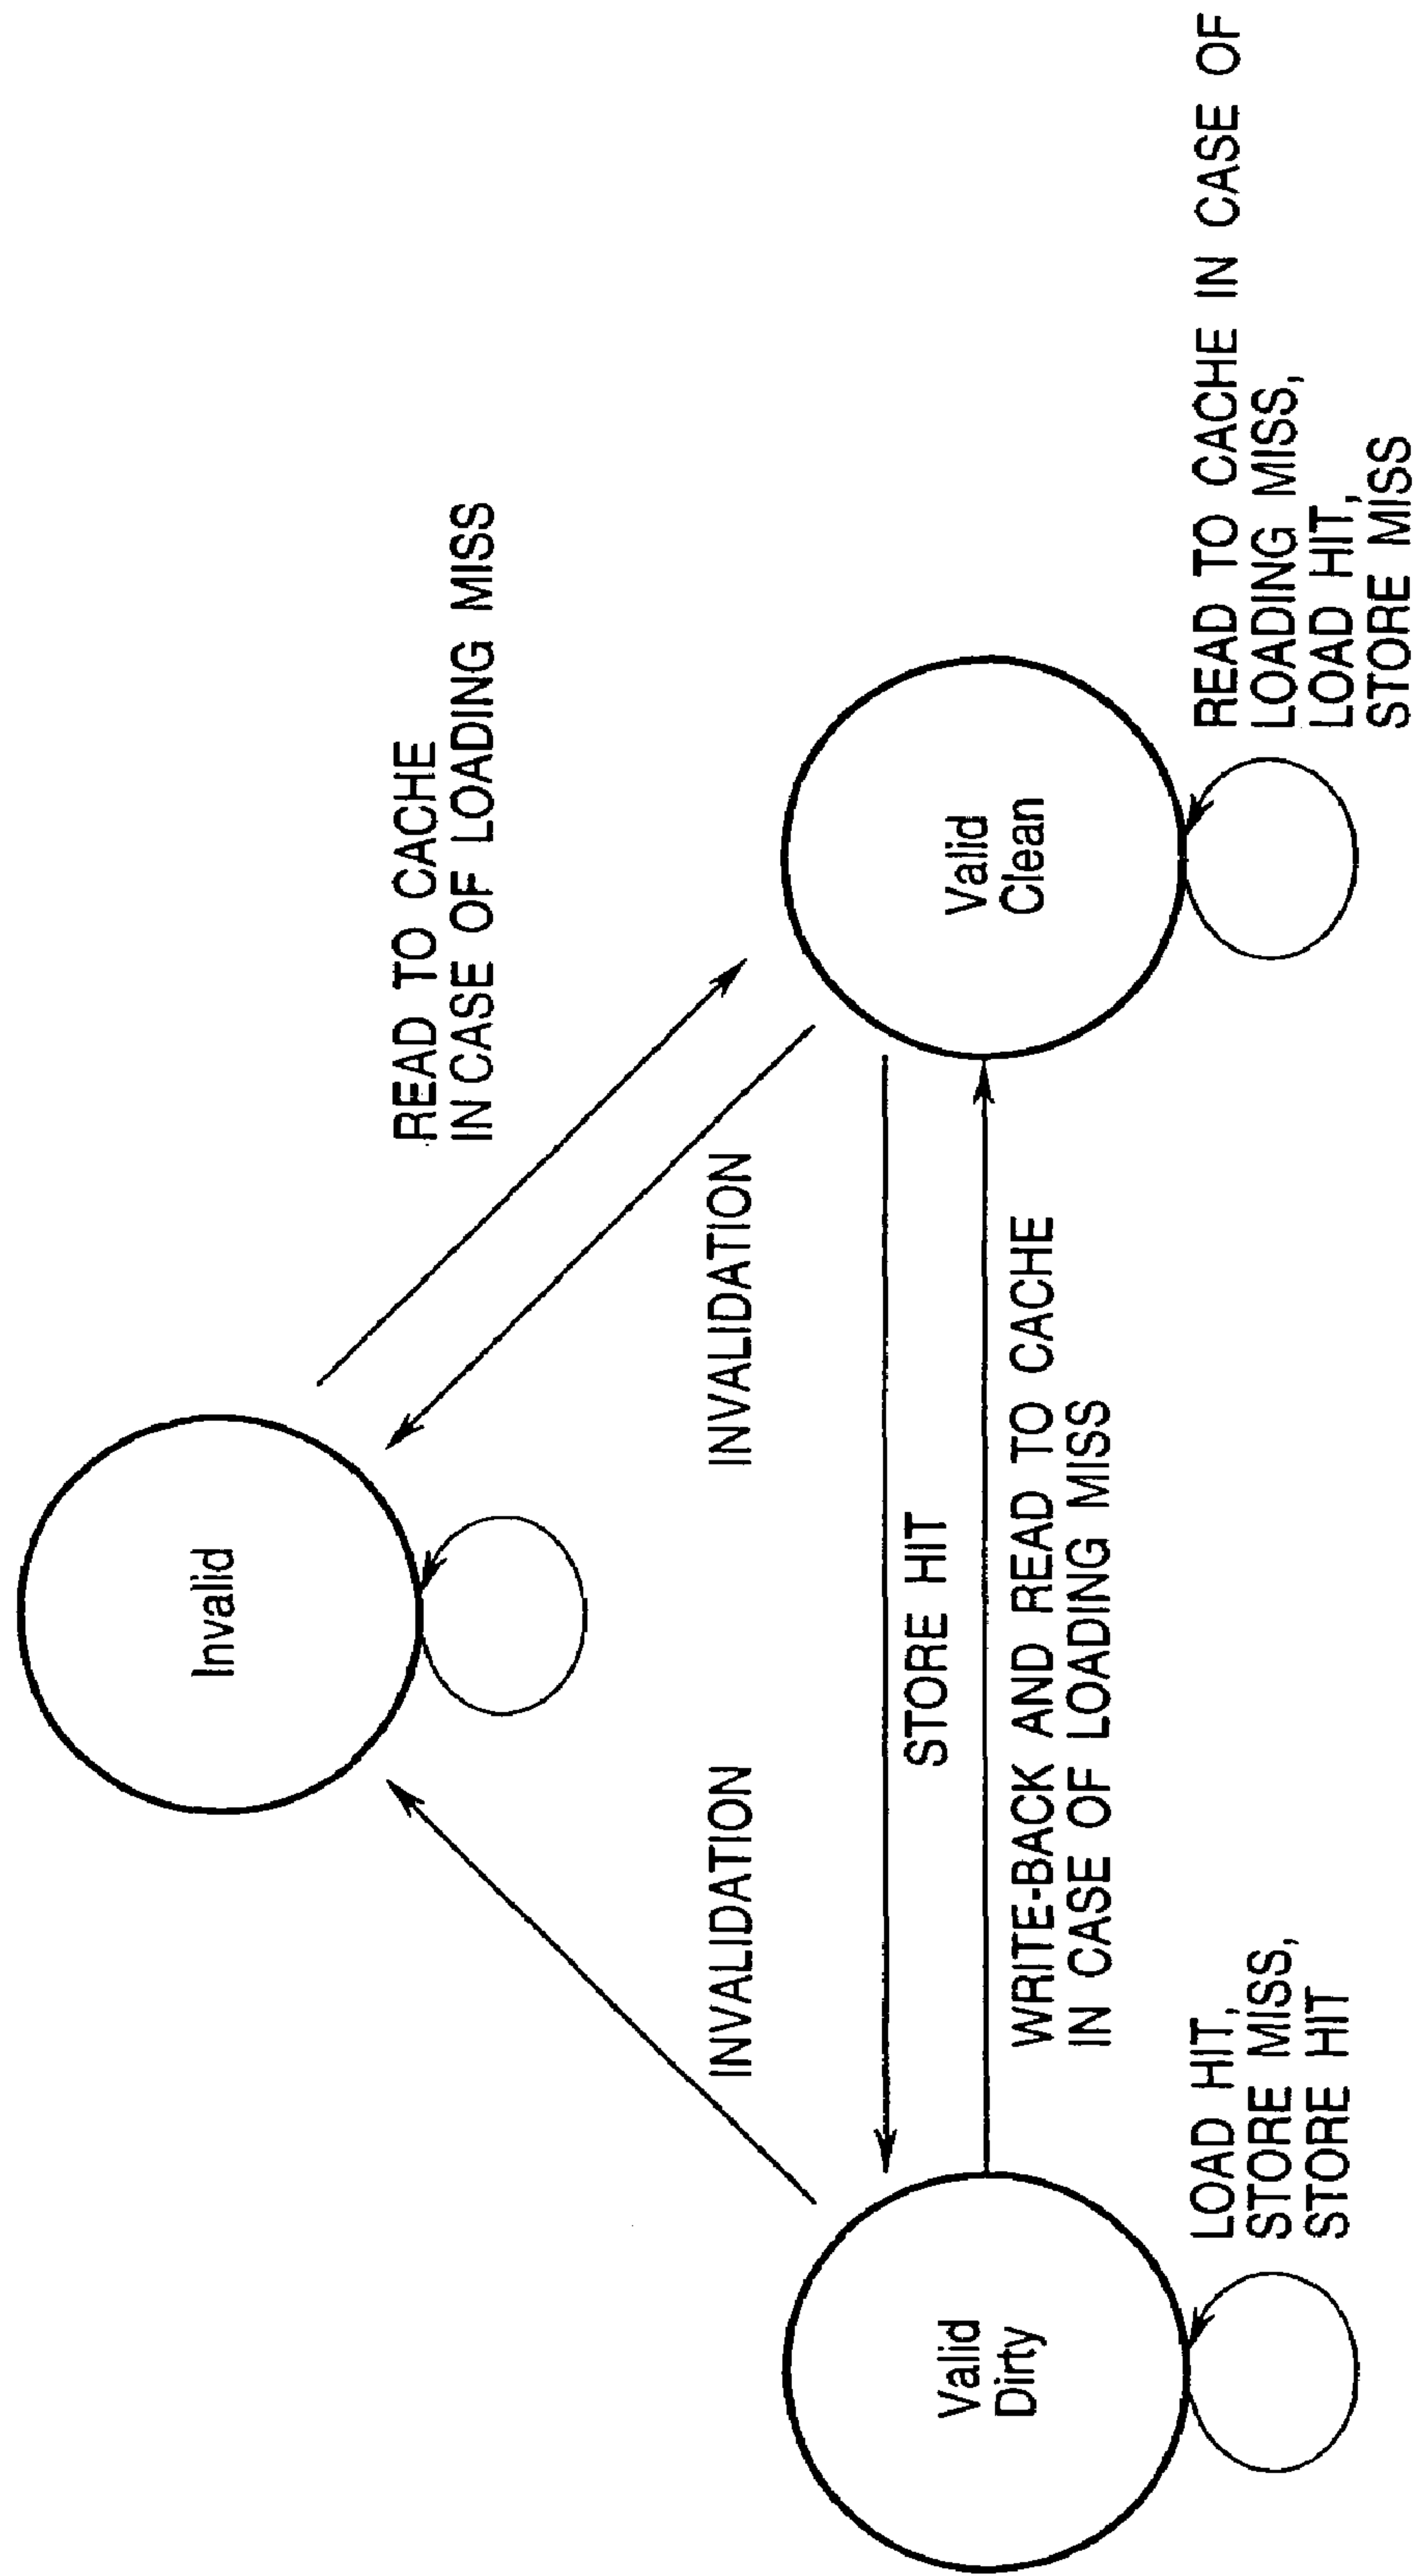 Invalid
READ TO CACHE
IN CASE OF LOADING MISS
INVALIDATION
INVALIDATION
STORE HIT
WRITE-BACK AND READ TO CACHE
IN CASE OF LOADING MISS
Valid
Dirty
Valid
Clean
LOAD HIT,
STORE MISS,
STORE HIT
READ TO CACHE IN CASE OF
LOADING MISS,
LOAD HIT,
STORE MISS